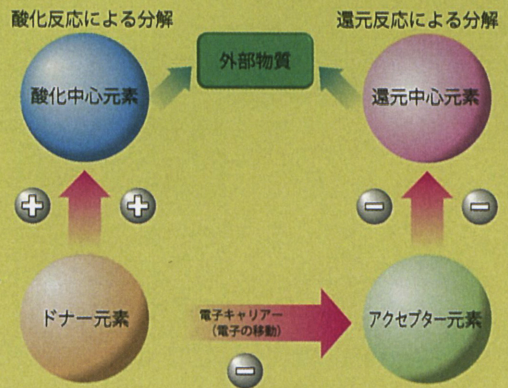 酸化反応による分解
還元反応による分解
外部物質
酸化中心元素
還元中心元素
ドナー元素
電子キャリアー
(電子の移動)
アクセプター元素